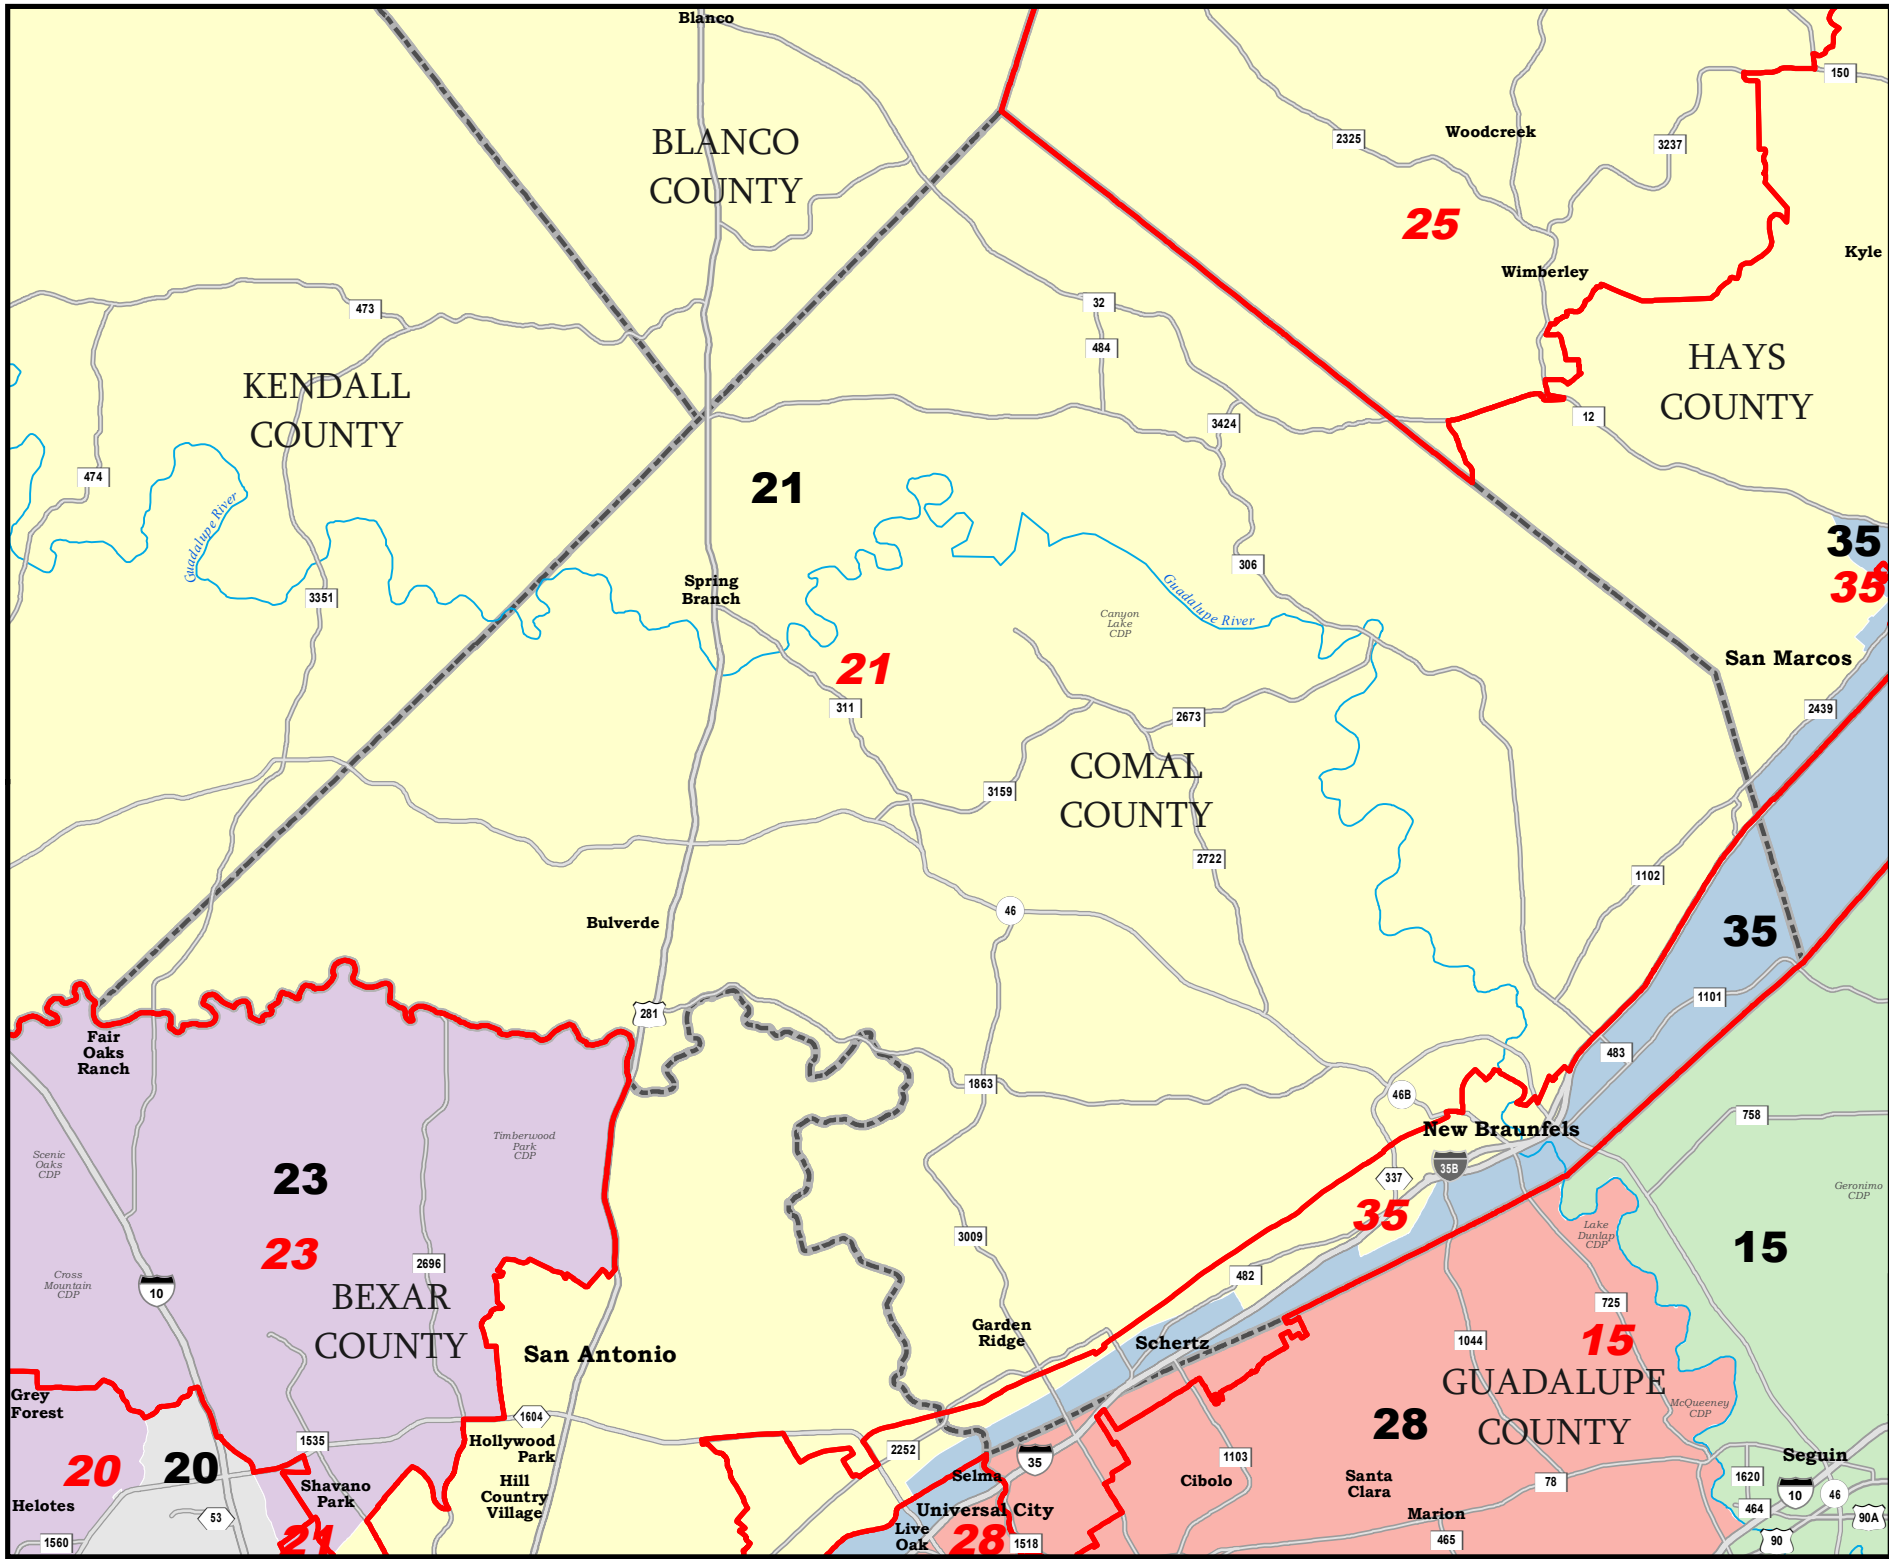 Blanco
150
BLANCO
COUNTY
2325
Woodcreek
3237
25
Kyle
Wimberley
473
32
484
HAYS
COUNTY
KENDALL
COUNTY
3424
12
474
21
Guadalupe River
35
306
35
Spring
Branch
3351
Guadalupe River
Canyon
Lake
CDP
21
San Marcos
311
2673
2439
COMAL
COUNTY
3159
2722
1102
46
Bulverde
35
1101
281
Fair
Oaks
Ranch
483
1863
46B
758
New Braunfels
Timberwood
Park
CDP
Scenic
Oaks
CDP
23
35B
337
Geronimo
CDP
35
Lake
Dunlap
CDP
3009
15
23
2696
482
Cross
Mountain
CDP
10
BEXAR
COUNTY
725
Garden
Ridge
Schertz
1044
15
San Antonio
GUADALUPE
COUNTY
Grey
Forest
McQueeney
CDP
1604
28
1535
Hollywood
Park
2252
35
1103
Seguin
20
20
Selma
Cibolo
Santa
Clara
78
1620
10
46
Shavano
Park
Hill
Country
Village
Helotes
Universal City
Marion
464
90A
53
21
Live
Oak
28
1518
465
90
1560